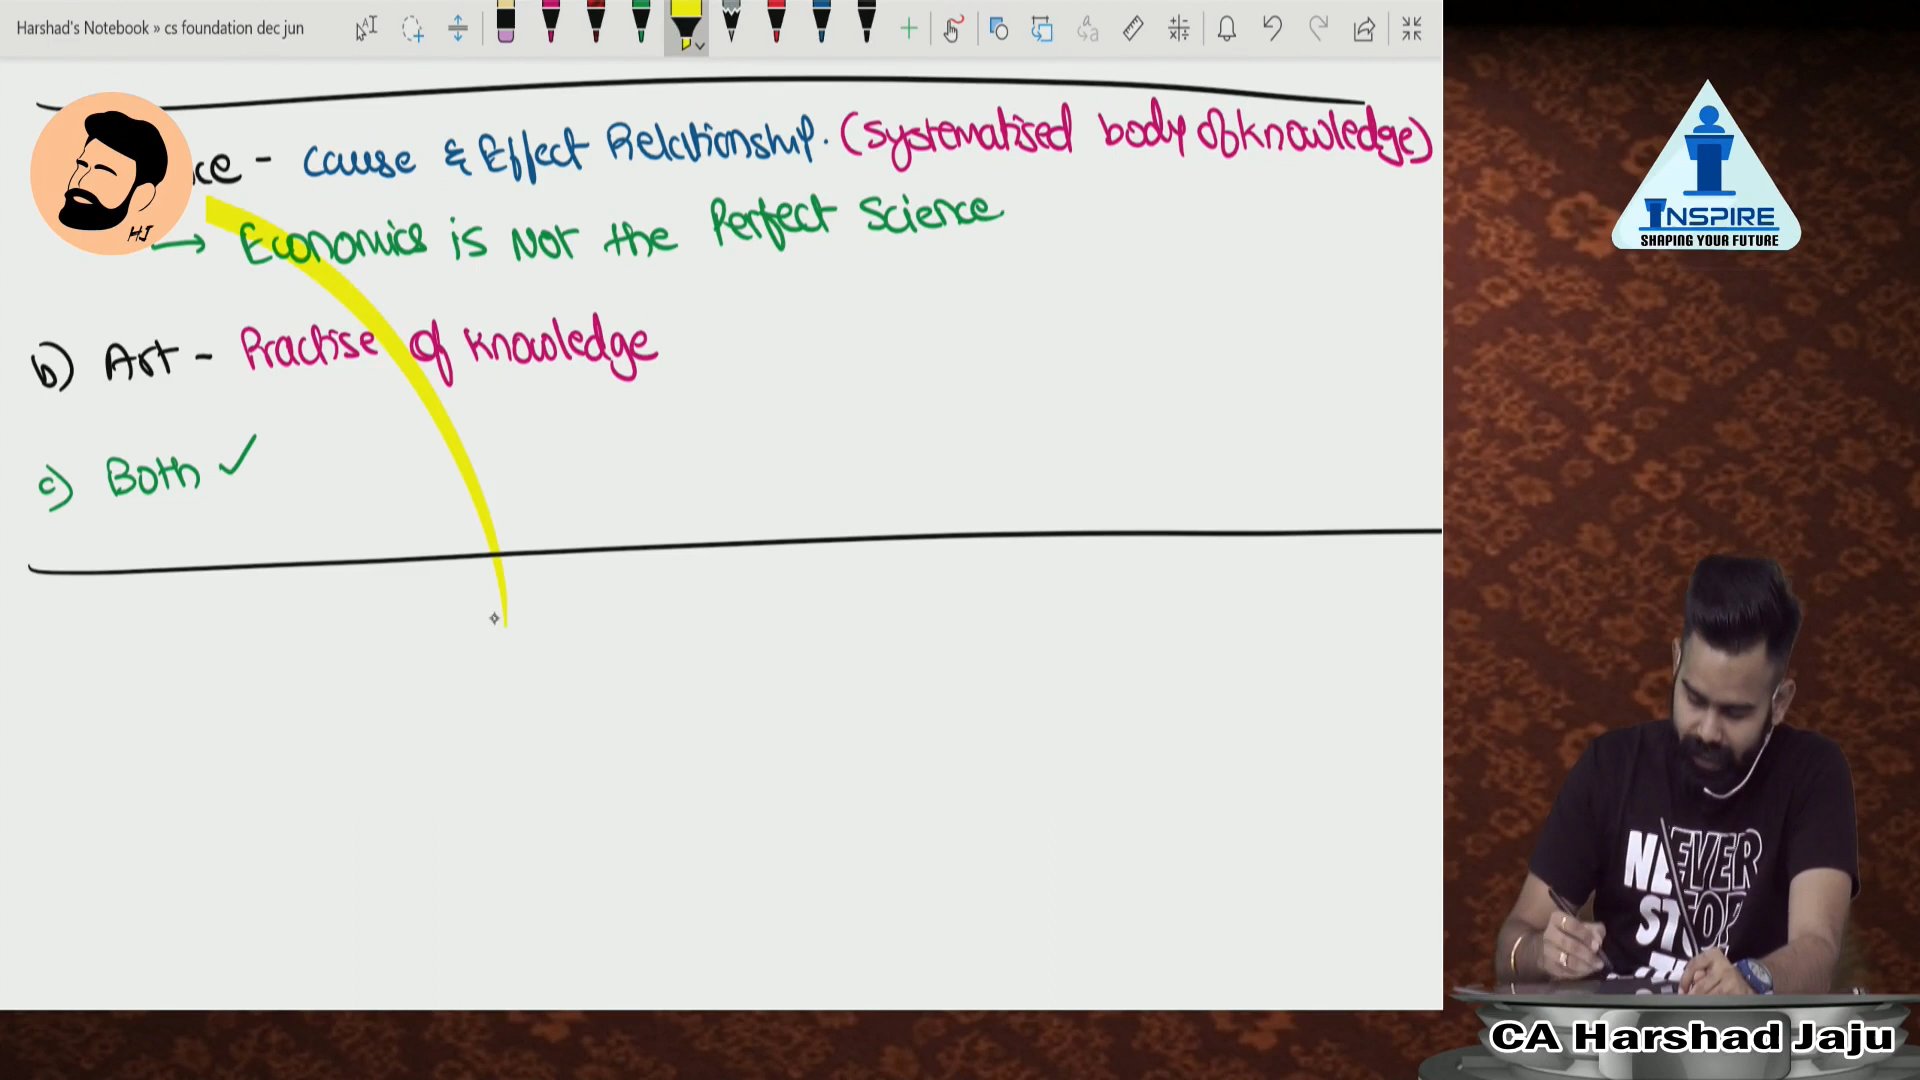 Harshad's Notebook » cs foundation dec jun
ce - Cause & Effect Relationship. (Systematised body of knowledge)
→ Economics is Not the Perfect Science
b) Art - Practise of knowledge
c) Both ✓
HJ
INSPIRE
SHAPING YOUR FUTURE
NEVER
STOP
CA Harshad Jaju